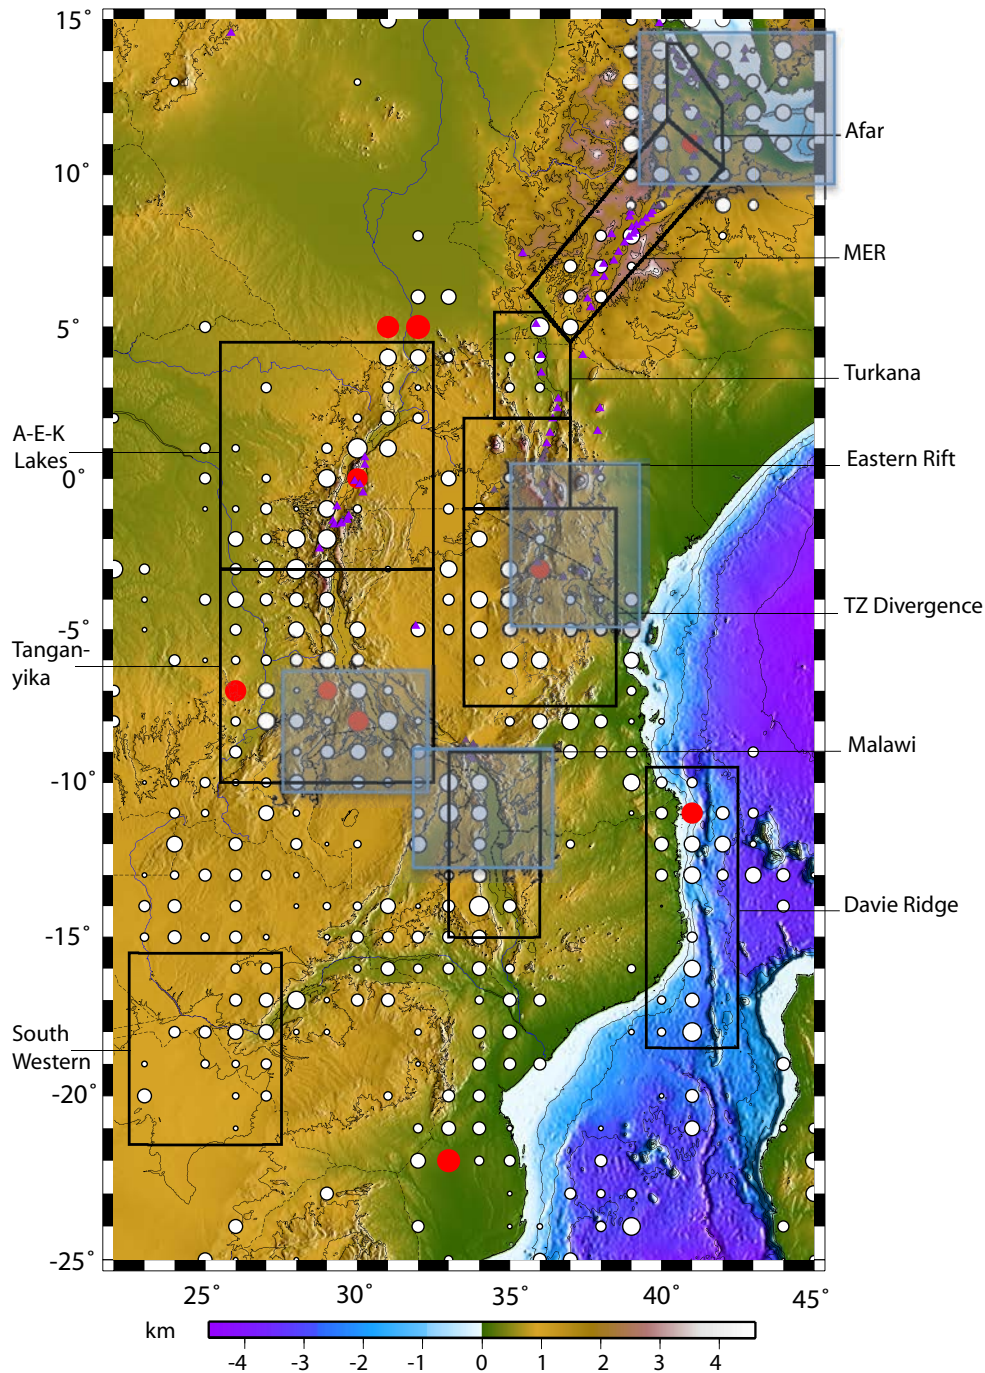 15°
10°
5°
0°
-5°
-10°
-15°
-20°
-25°
A-E-K
Lakes
Tangan-
yika
South
Western
Afar
MER
Turkana
Eastern Rift
TZ Divergence
Malawi
Davie Ridge
25° 30° 35° 40° 45°
km
-4 -3 -2 -1 0 1 2 3 4